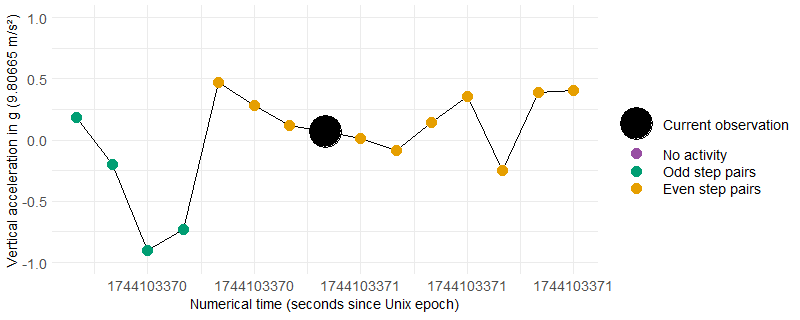 Vertical acceleration in g (9.80665 m/s²)
1.0
0.5
0.0
-0.5
-1.0
1744103370 1744103370 1744103371 1744103371 1744103371
Numerical time (seconds since Unix epoch)
Current observation
No activity
Odd step pairs
Even step pairs